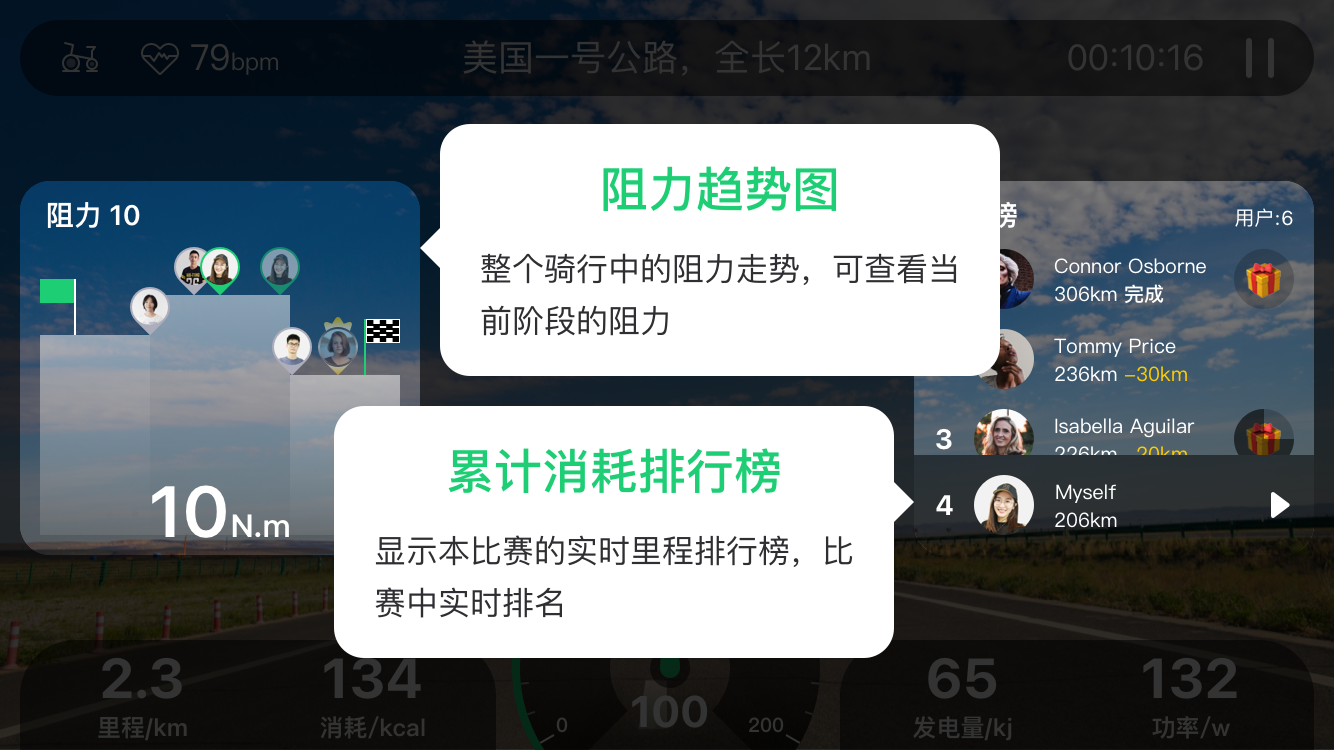 79bpm
美国一号公路，全长12km
00:10:16
阻力 10
10N.m
阻力趋势图
整个骑行中的阻力走势，可查看当
前阶段的阻力
累计消耗排行榜
显示本比赛的实时里程排行榜，比
赛中实时排名
榜
用户:6
Connor Osborne
306km 完成
Tommy Price
236km –30km
3
Isabella Aguilar
226km –20km
4
Myself
206km
2.3
里程/km
134
消耗/kcal
0
100
200
65
发电量/kj
132
功率/w